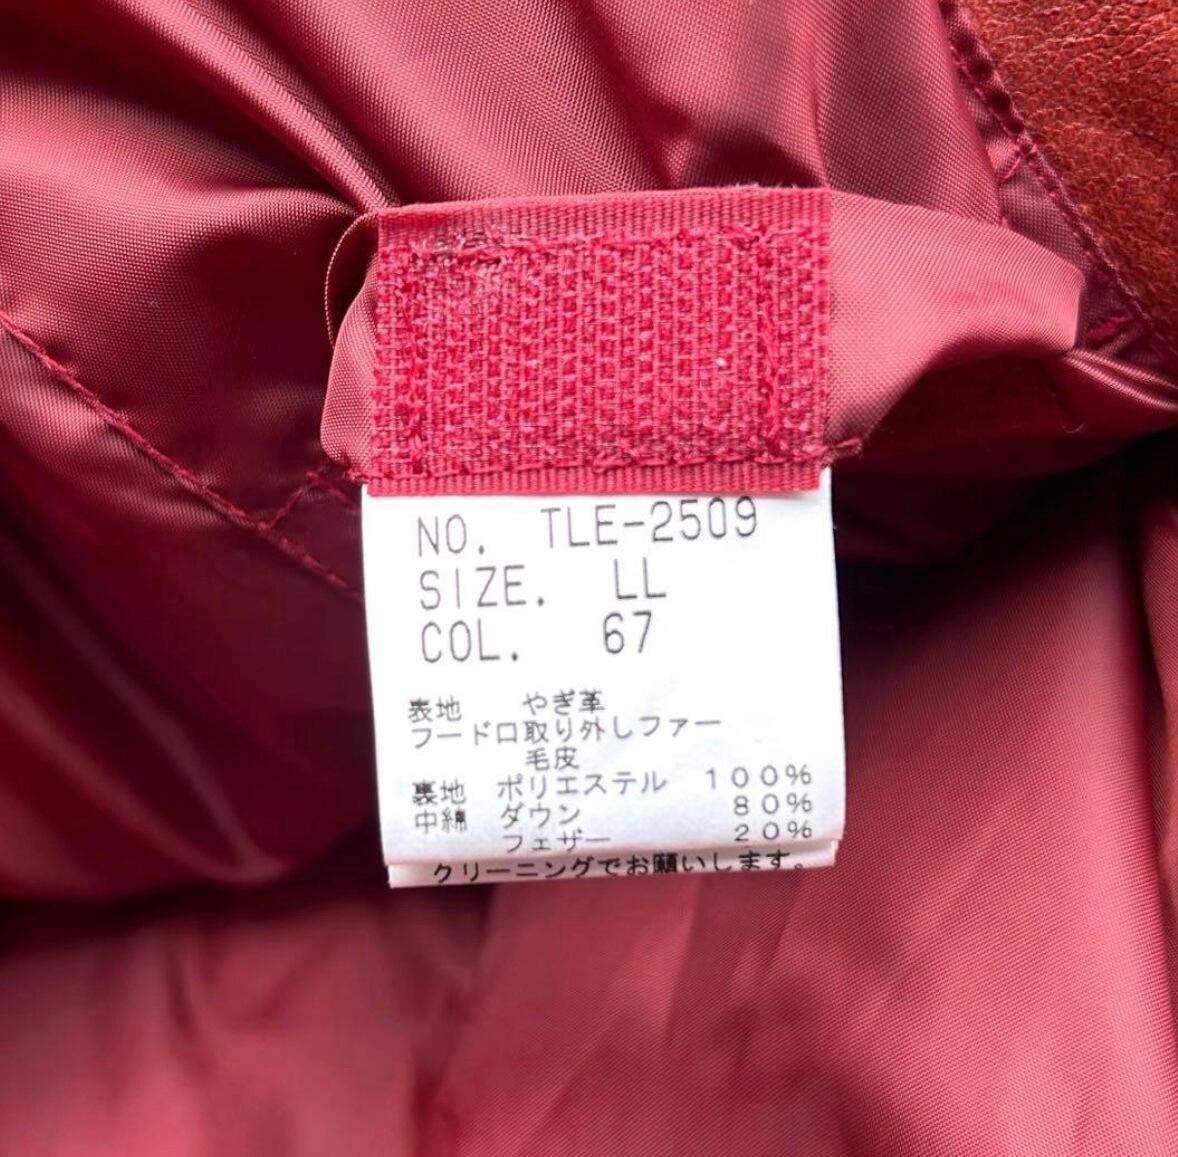 NO. TLE-2509
SIZE. LL
COL. 67
表地 やぎ革
フード口取り外しファー
毛皮
裏地 ポリエステル 100%
中綿 ダウン 80%
フェザー 20%
クリーニングでお願いします。